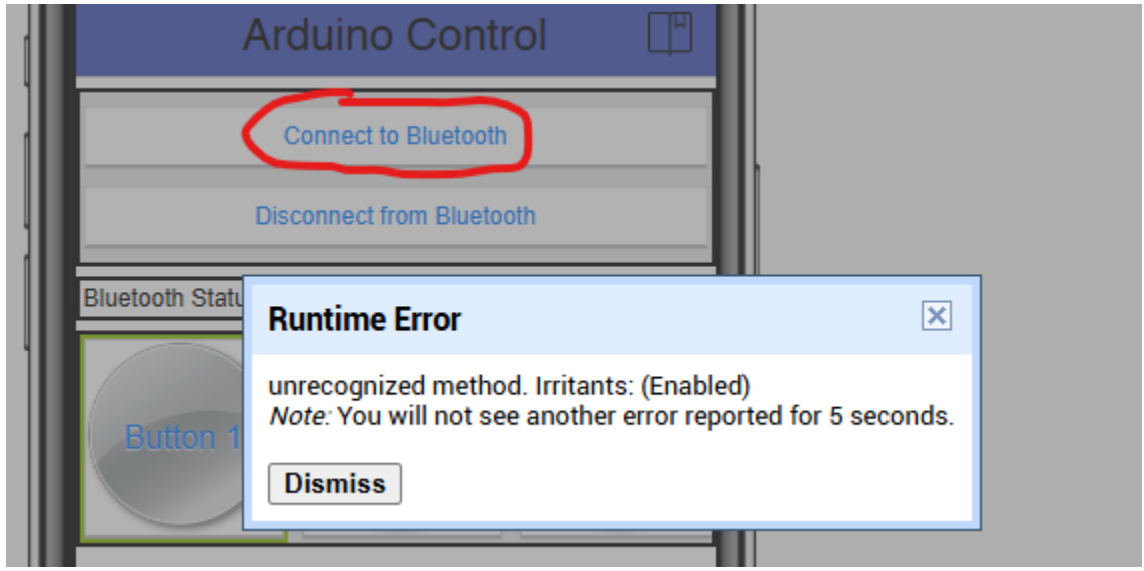 Arduino Control
Connect to Bluetooth
Disconnect from Bluetooth
Bluetooth Statu
Runtime Error
unrecognized method. Irritants: (Enabled)
Note: You will not see another error reported for 5 seconds.
Button 1
Dismiss